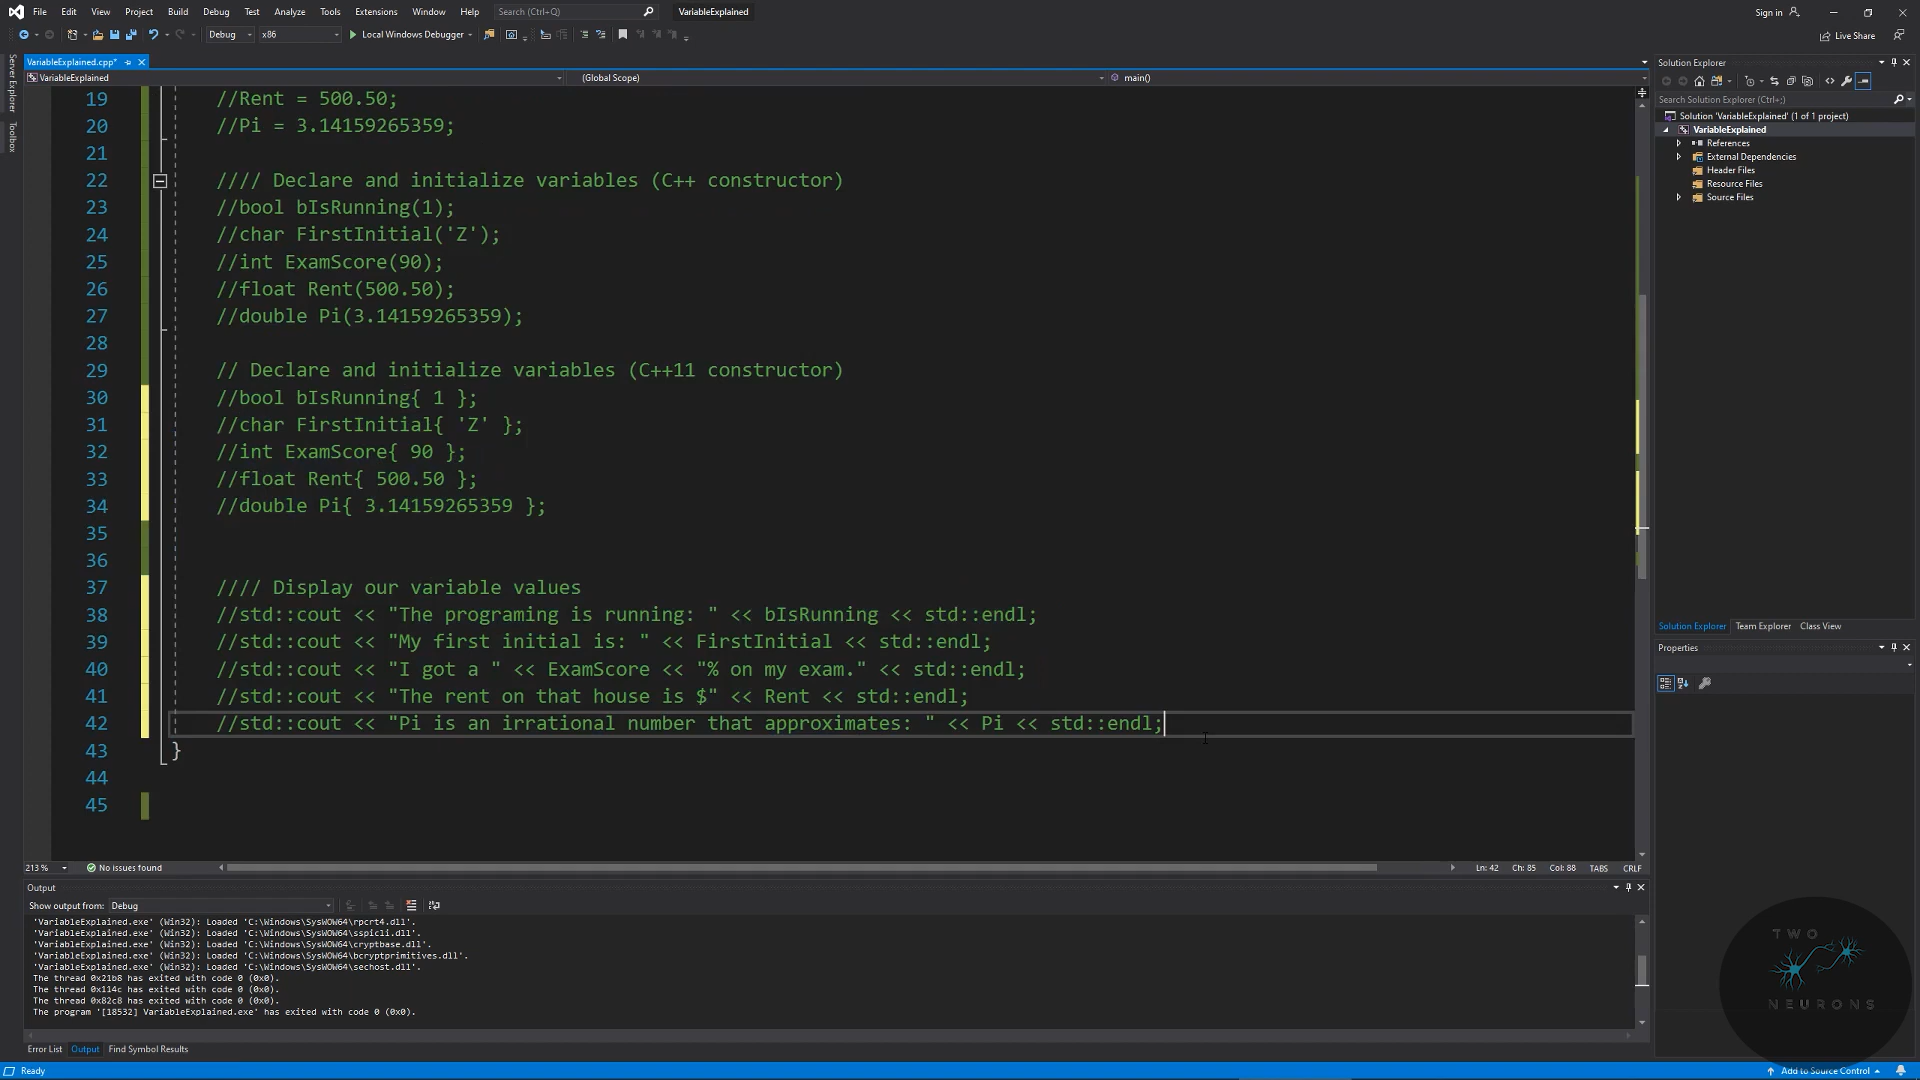 File Edit View Project Build Debug Test Analyze Tools Extensions Window Help Search (Ctrl+Q) VariableExplained Sign in
Debug x86 Local Windows Debugger Live Share
Server Explorer
Toolbox
VariableExplained.cpp*
VariableExplained (Global Scope) main()
19 //Rent = 500.50;
20 //Pi = 3.14159265359;
21
22 //// Declare and initialize variables (C++ constructor)
23 //bool bIsRunning(1);
24 //char FirstInitial('Z');
25 //int ExamScore(90);
26 //float Rent(500.50);
27 //double Pi(3.14159265359);
28
29 // Declare and initialize variables (C++11 constructor)
30 //bool bIsRunning{ 1 };
31 //char FirstInitial{ 'Z' };
32 //int ExamScore{ 90 };
33 //float Rent{ 500.50 };
34 //double Pi{ 3.14159265359 };
35
36
37 //// Display our variable values
38 //std::cout << "The programing is running: " << bIsRunning << std::endl;
39 //std::cout << "My first initial is: " << FirstInitial << std::endl;
40 //std::cout << "I got a " << ExamScore << "% on my exam." << std::endl;
41 //std::cout << "The rent on that house is $" << Rent << std::endl;
42 //std::cout << "Pi is an irrational number that approximates: " << Pi << std::endl;
43 }
44
45
213 % No issues found Ln: 42 Ch: 85 Col: 88 TABS CRLF
Output
Show output from: Debug
'VariableExplained.exe' (Win32): Loaded 'C:\Windows\SysWOW64\rpcrt4.dll'.
'VariableExplained.exe' (Win32): Loaded 'C:\Windows\SysWOW64\sspicli.dll'.
'VariableExplained.exe' (Win32): Loaded 'C:\Windows\SysWOW64\cryptbase.dll'.
'VariableExplained.exe' (Win32): Loaded 'C:\Windows\SysWOW64\bcryptprimitives.dll'.
'VariableExplained.exe' (Win32): Loaded 'C:\Windows\SysWOW64\sechost.dll'.
The thread 0x21b8 has exited with code 0 (0x0).
The thread 0x114c has exited with code 0 (0x0).
The thread 0x82c8 has exited with code 0 (0x0).
The program '[18532] VariableExplained.exe' has exited with code 0 (0x0).
Error List Output Find Symbol Results
Ready
Solution Explorer
Search Solution Explorer (Ctrl+;)
Solution 'VariableExplained' (1 of 1 project)
VariableExplained
References
External Dependencies
Header Files
Resource Files
Source Files
Solution Explorer Team Explorer Class View
Properties
TWO
NEURONS
Add to Source Control